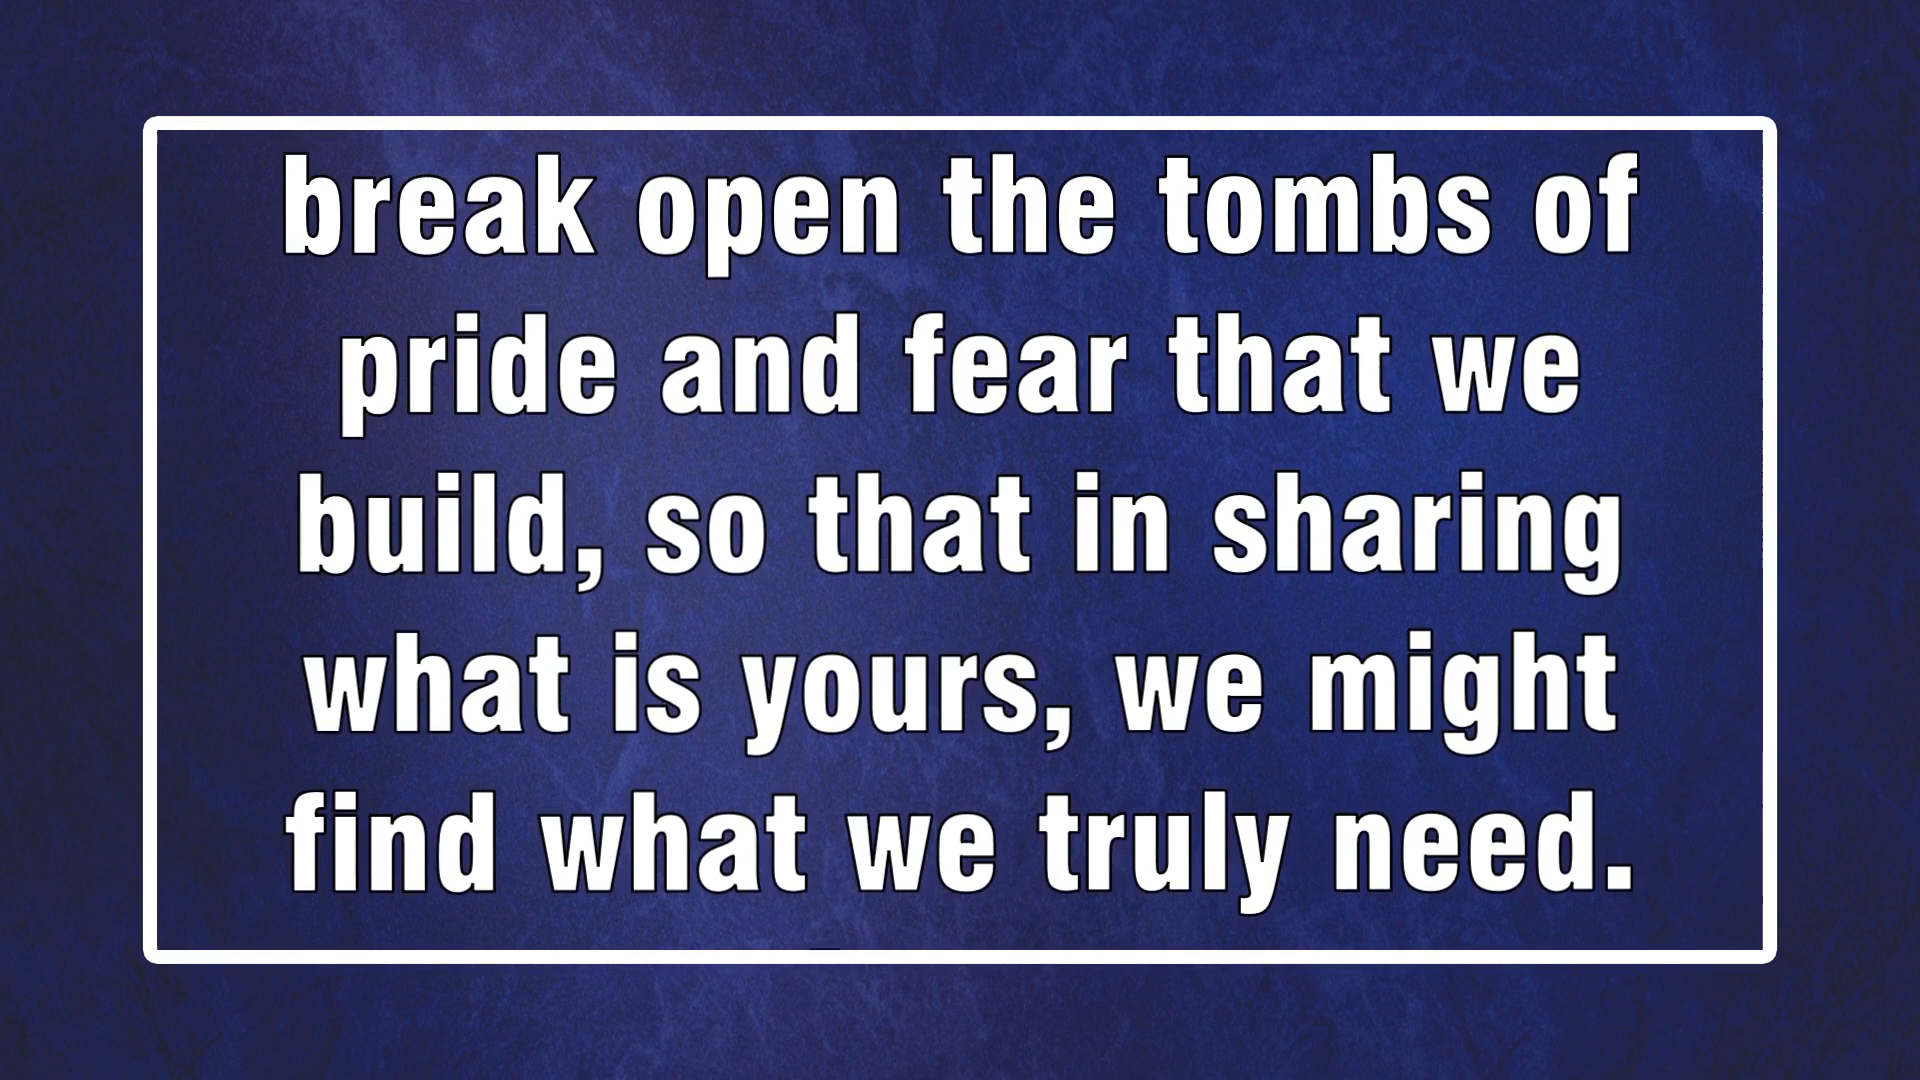 break open the tombs of
pride and fear that we
build, so that in sharing
what is yours, we might
find what we truly need.